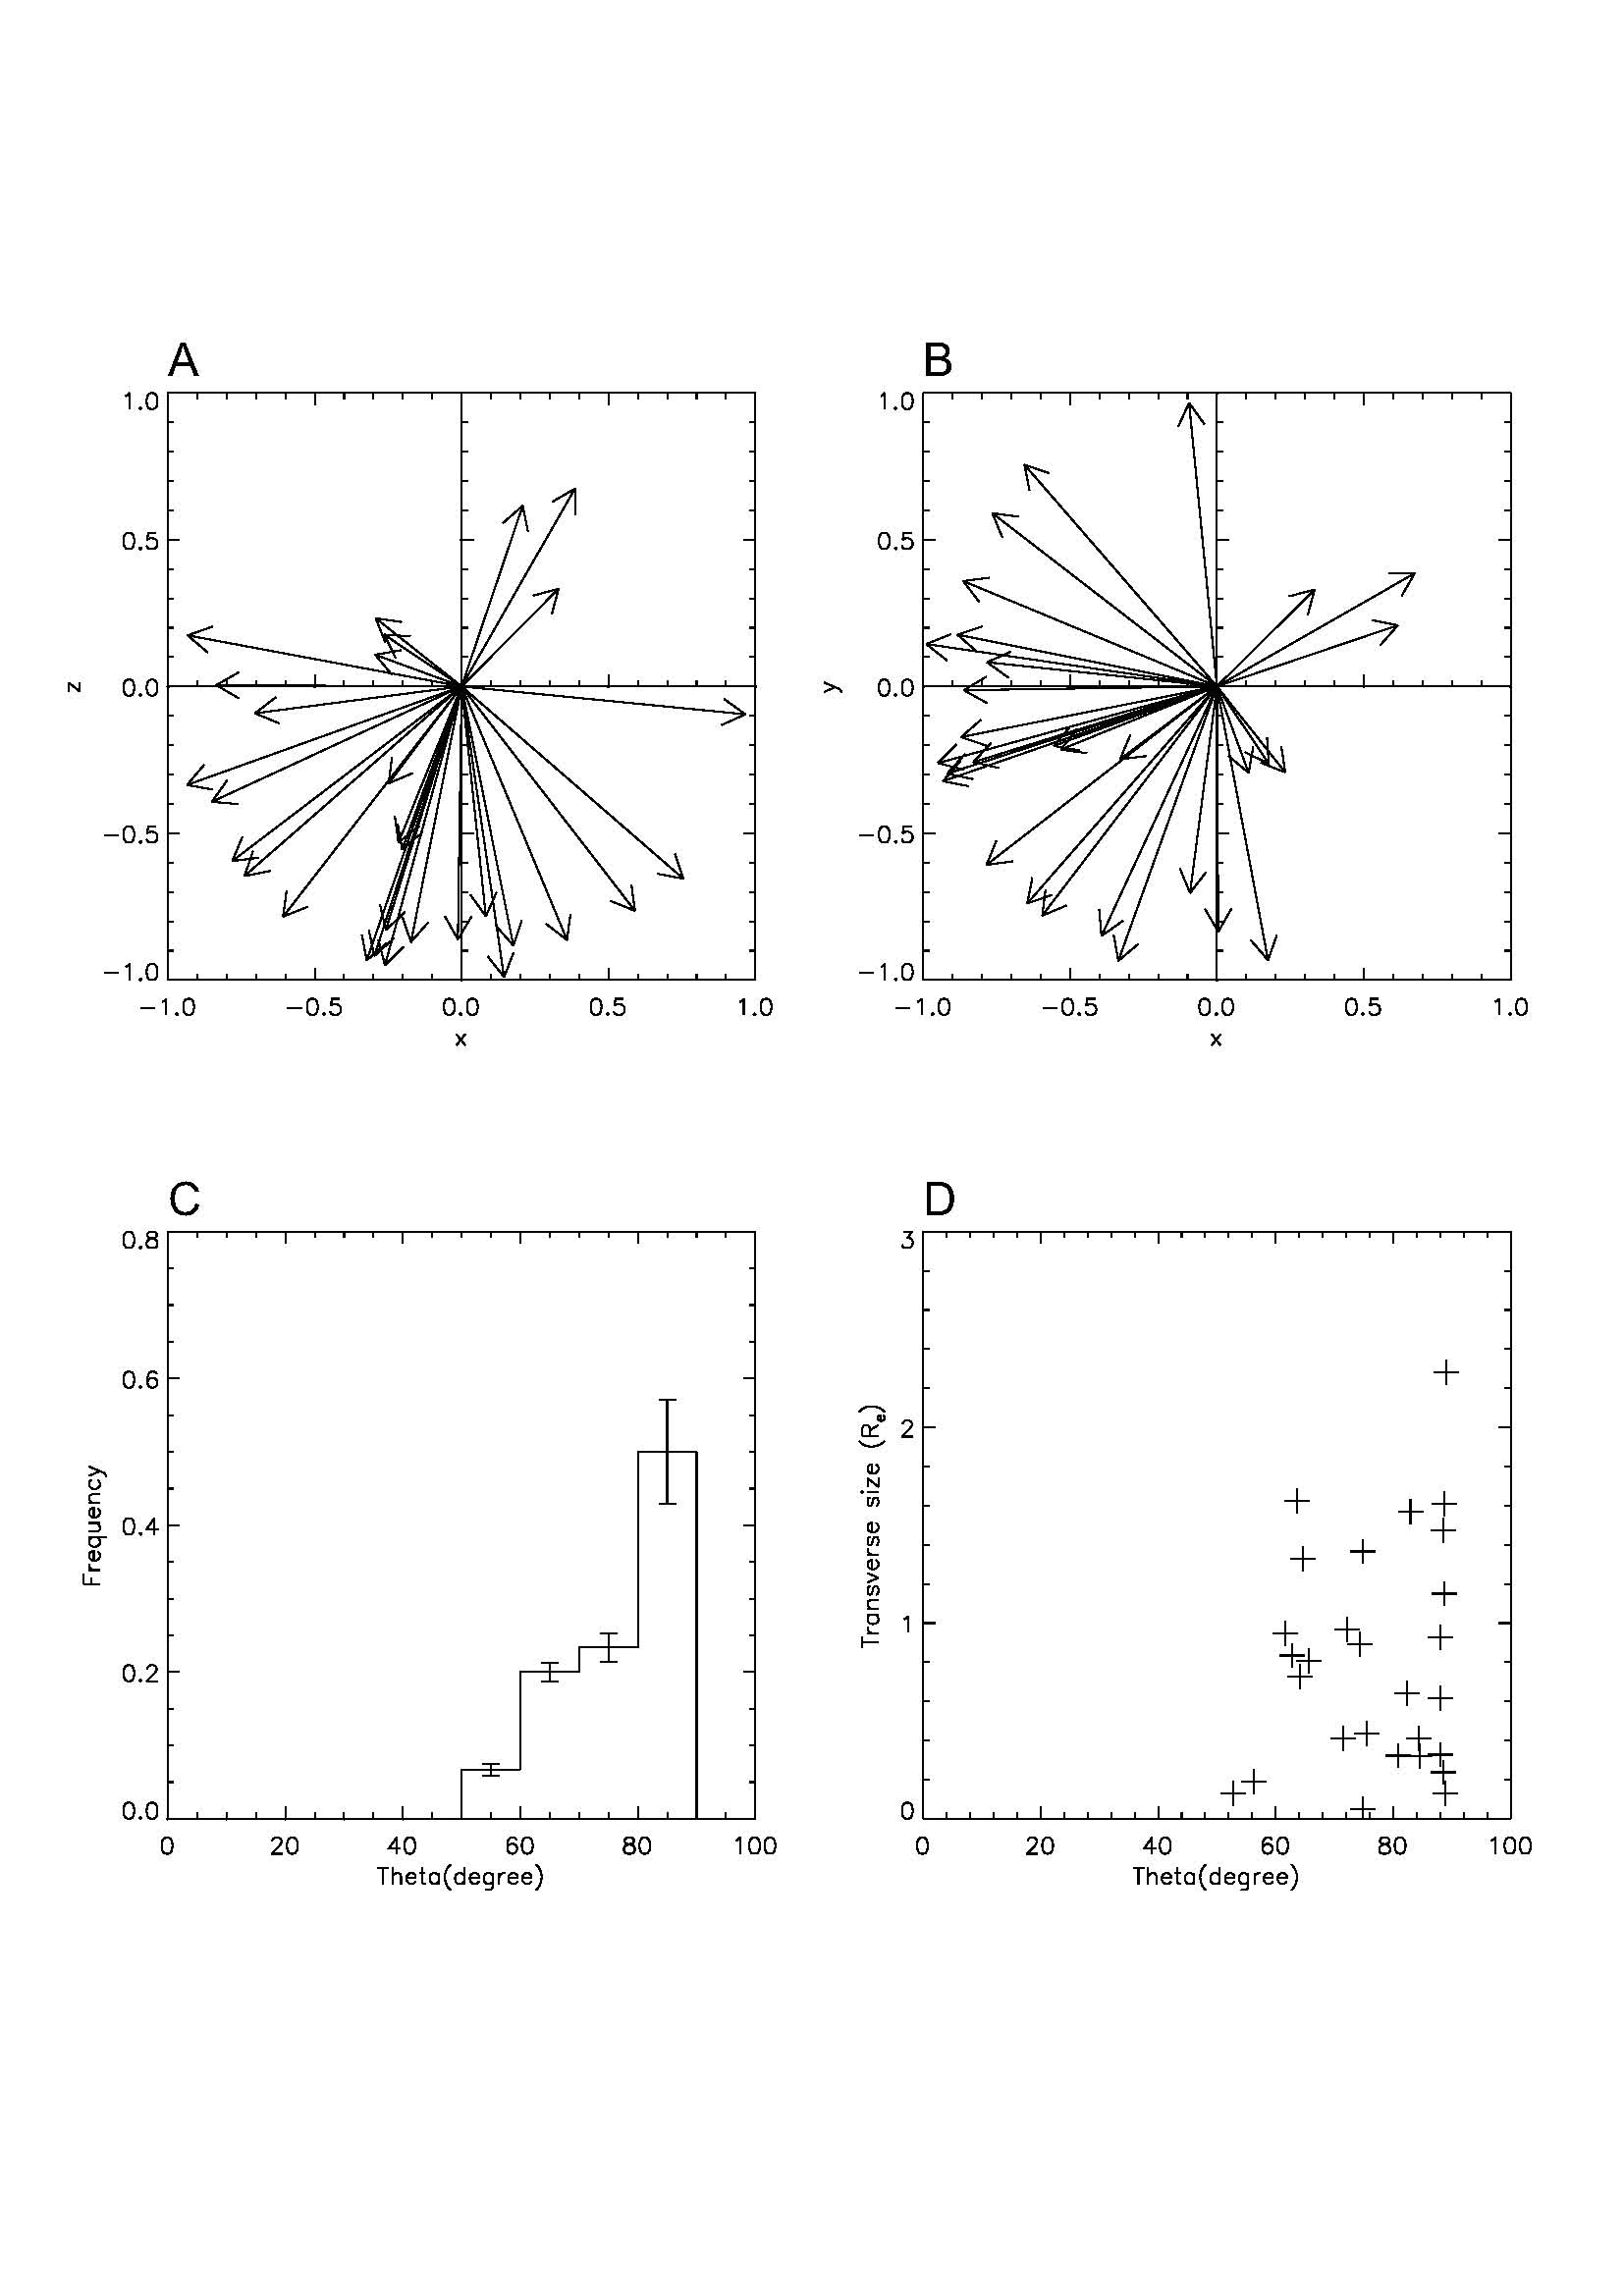 A
1.0
0.5
0.0
−0.5
−1.0
z
−1.0 −0.5 0.0 0.5 1.0
x
B
1.0
0.5
0.0
−0.5
−1.0
y
−1.0 −0.5 0.0 0.5 1.0
x
C
0.8
0.6
0.4
0.2
0.0
Frequency
0 20 40 60 80 100
Theta(degree)
D
3
2
1
0
Transverse size (Re)
0 20 40 60 80 100
Theta(degree)